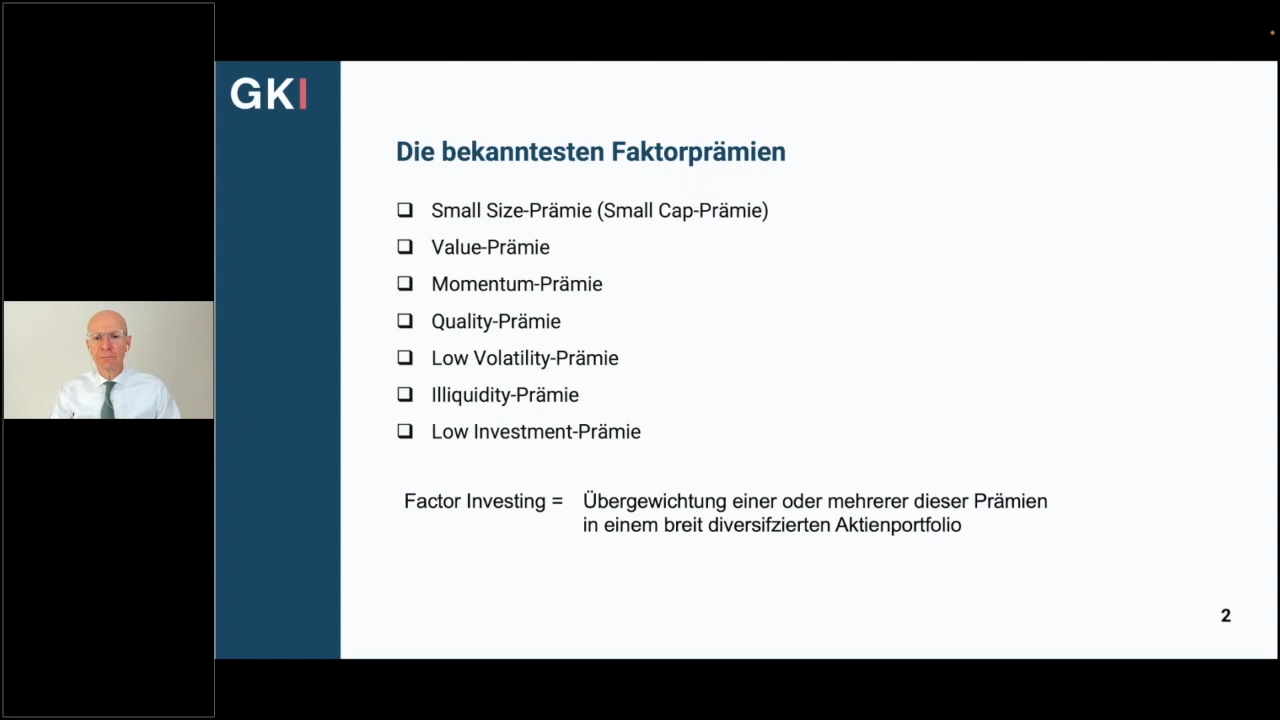 GKI
Die bekanntesten Faktorprämien
Small Size-Prämie (Small Cap-Prämie)
Value-Prämie
Momentum-Prämie
Quality-Prämie
Low Volatility-Prämie
Illiquidity-Prämie
Low Investment-Prämie
Factor Investing = Übergewichtung einer oder mehrerer dieser Prämien
in einem breit diversifzierten Aktienportfolio
2